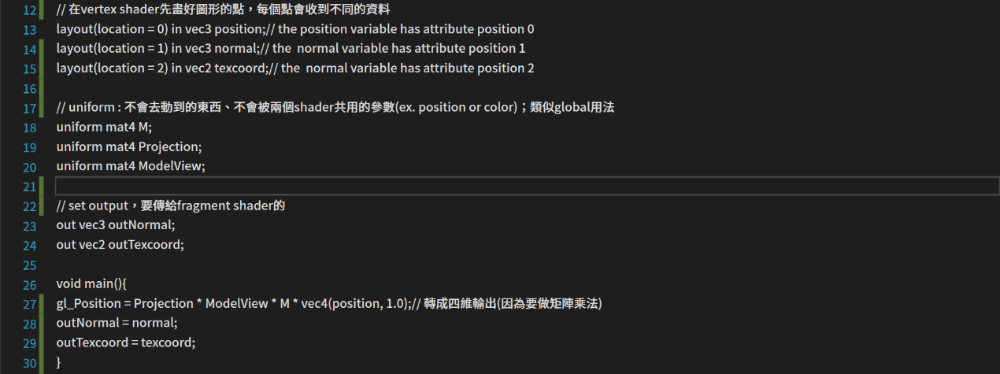 12 // 在vertex shader先畫好圖形的點，每個點會收到不同的資料
13 layout(location = 0) in vec3 position;// the position variable has attribute position 0
14 layout(location = 1) in vec3 normal;// the  normal variable has attribute position 1
15 layout(location = 2) in vec2 texcoord;// the  normal variable has attribute position 2
16
17 // uniform : 不會去動到的東西、不會被兩個shader共用的參數(ex. position or color)；類似global用法
18 uniform mat4 M;
19 uniform mat4 Projection;
20 uniform mat4 ModelView;
21
22 // set output，要傳給fragment shader的
23 out vec3 outNormal;
24 out vec2 outTexcoord;
25
26 void main(){
27 gl_Position = Projection * ModelView * M * vec4(position, 1.0);// 轉成四維輸出(因為要做矩陣乘法)
28 outNormal = normal;
29 outTexcoord = texcoord;
30 }